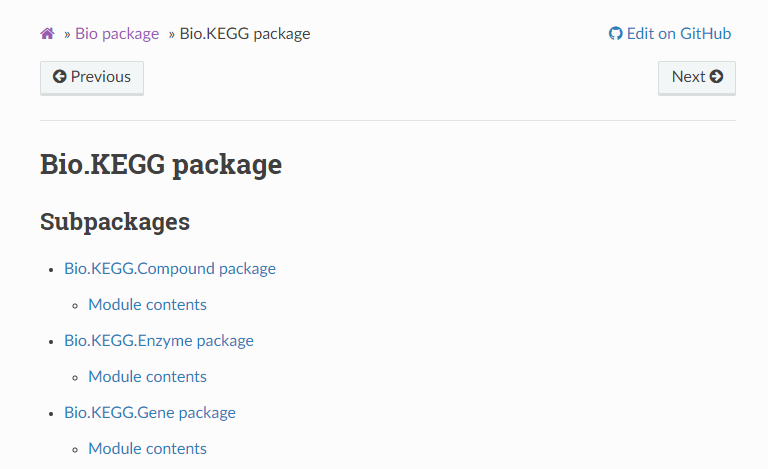 » Bio package » Bio.KEGG package
Edit on GitHub
Previous
Next
Bio.KEGG package
Subpackages
Bio.KEGG.Compound package
Module contents
Bio.KEGG.Enzyme package
Module contents
Bio.KEGG.Gene package
Module contents